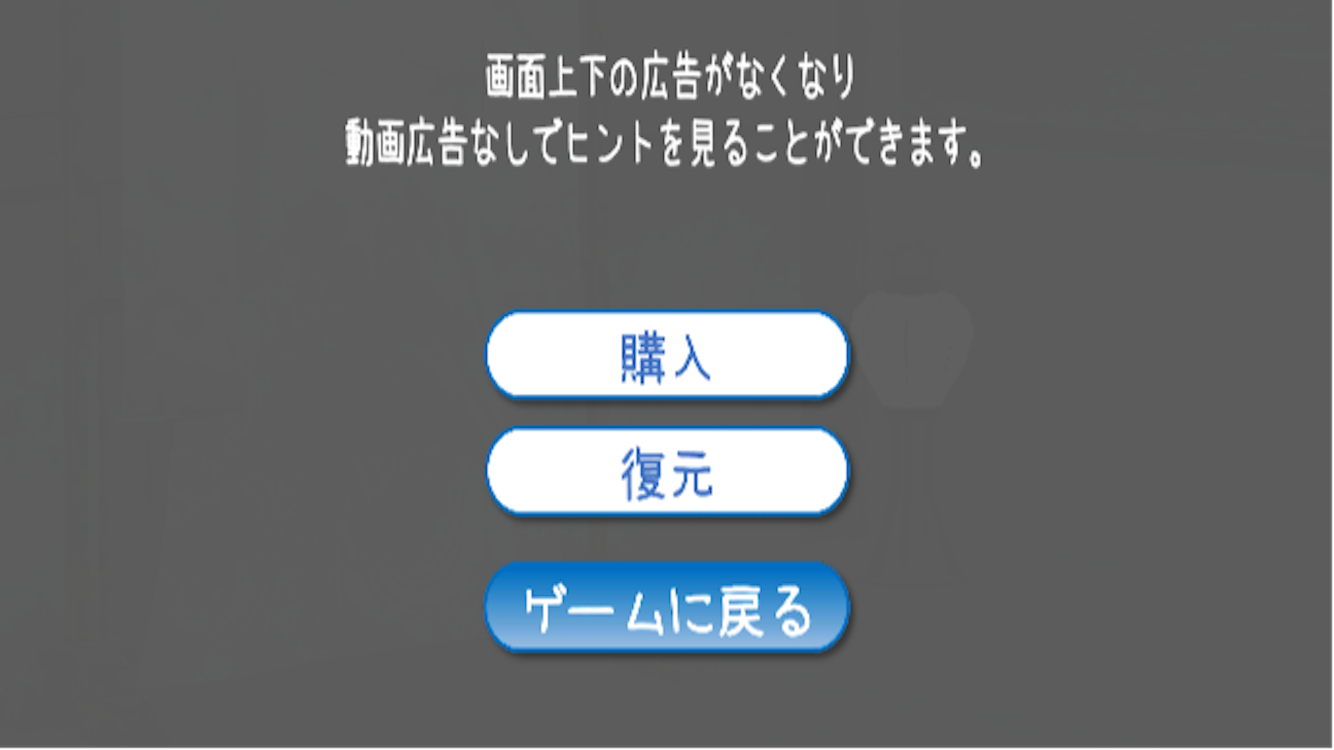 画面上下の広告がなくなり
動画広告なしでヒントを見ることができます。
購入
復元
ゲームに戻る